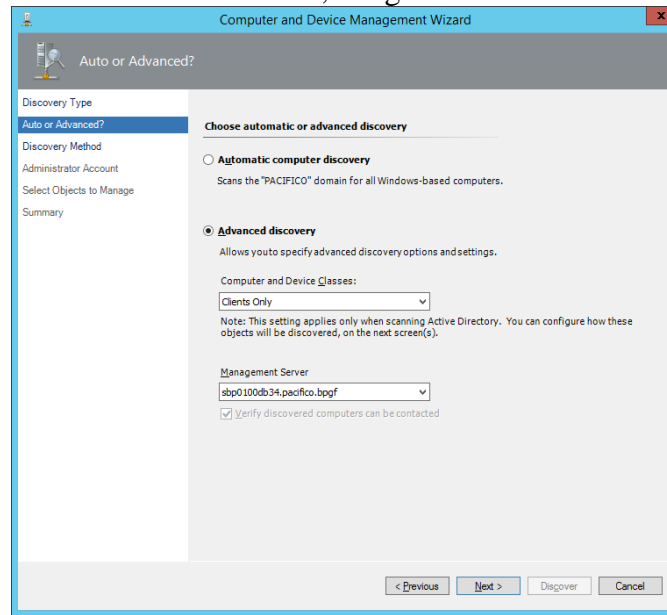 Computer and Device Management Wizard
x
Auto or Advanced?
Discovery Type
Auto or Advanced?
Discovery Method
Administrator Account
Select Objects to Manage
Summary
Choose automatic or advanced discovery
Automatic computer discovery
Scans the "PACIFICO" domain for all Windows-based computers.
Advanced discovery
Allows youto specify advanced discovery options and settings.
Computer and Device Classes:
Clients Only
Note: This setting applies only when scanning Active Directory. You can configure how these
objects will be discovered, on the next screen(s).
Management Server
sbp0100db34.pacifico.bpgf
Verify discovered computers can be contacted
< Previous
Next >
Discover
Cancel